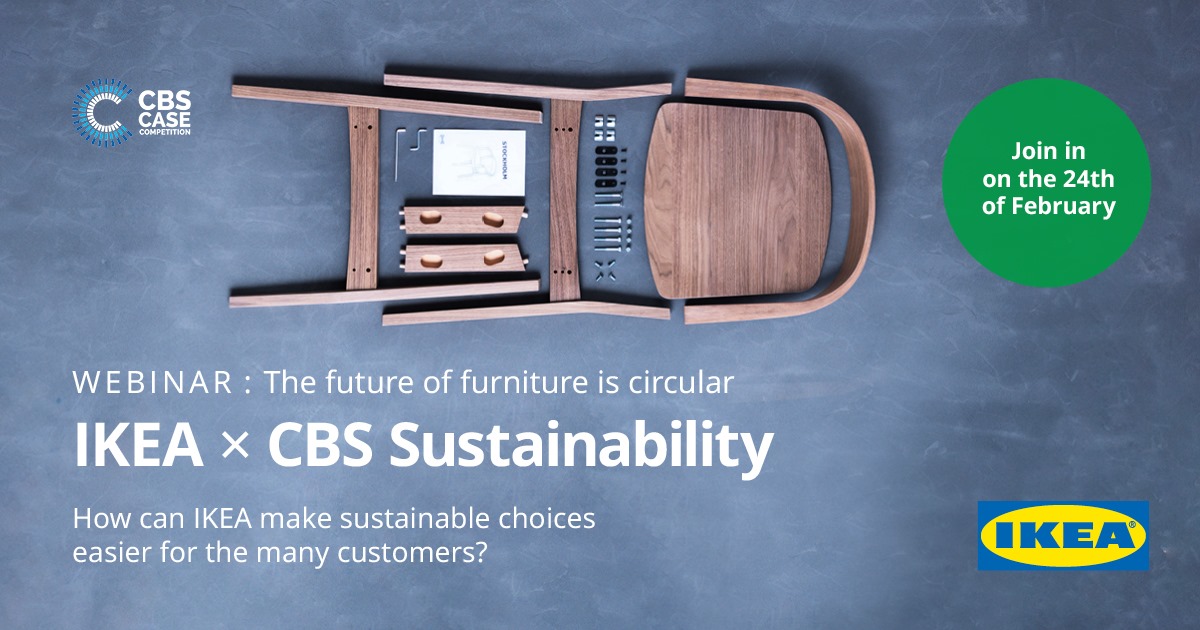 CBS
CASE
COMPETITION
STOCKHOLM
Join in
on the 24th
of February
WEBINAR : The future of furniture is circular
IKEA × CBS Sustainability
How can IKEA make sustainable choices
easier for the many customers?
IKEA®